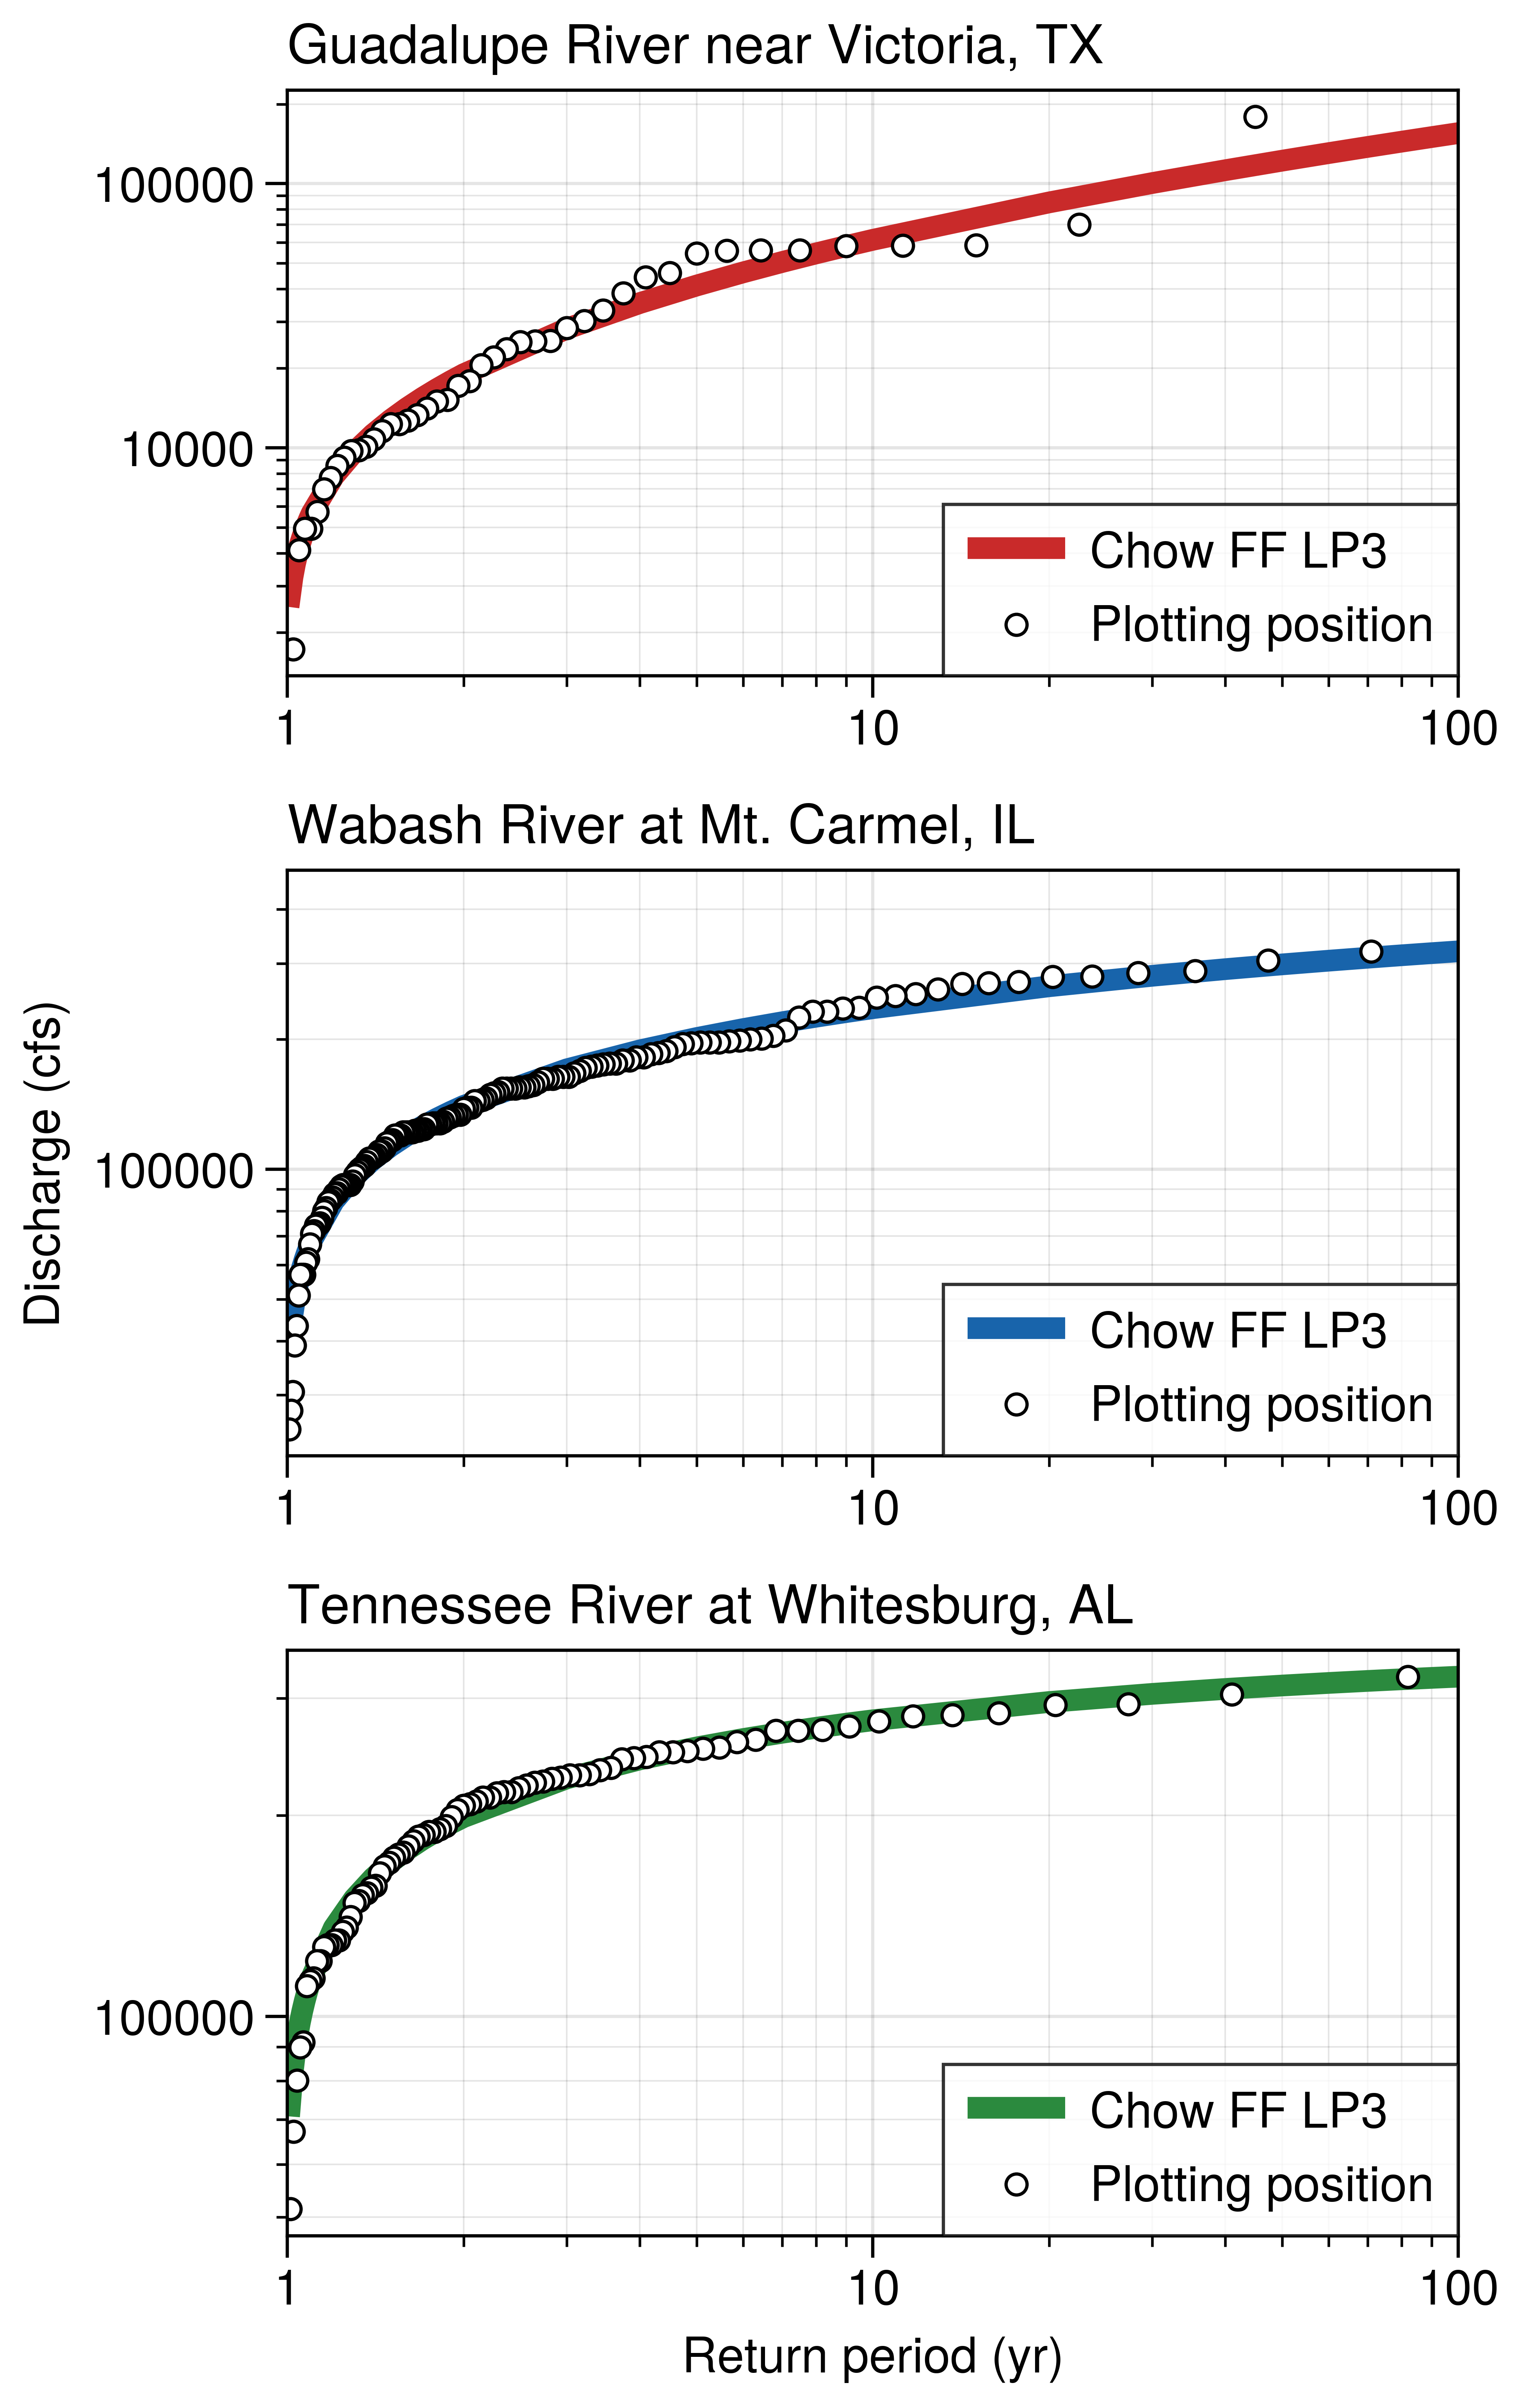 Guadalupe River near Victoria, TX
100000
10000
Chow FF LP3
Plotting position
1 10 100
Wabash River at Mt. Carmel, IL
Discharge (cfs)
100000
Chow FF LP3
Plotting position
1 10 100
Tennessee River at Whitesburg, AL
100000
Chow FF LP3
Plotting position
1 10 100
Return period (yr)